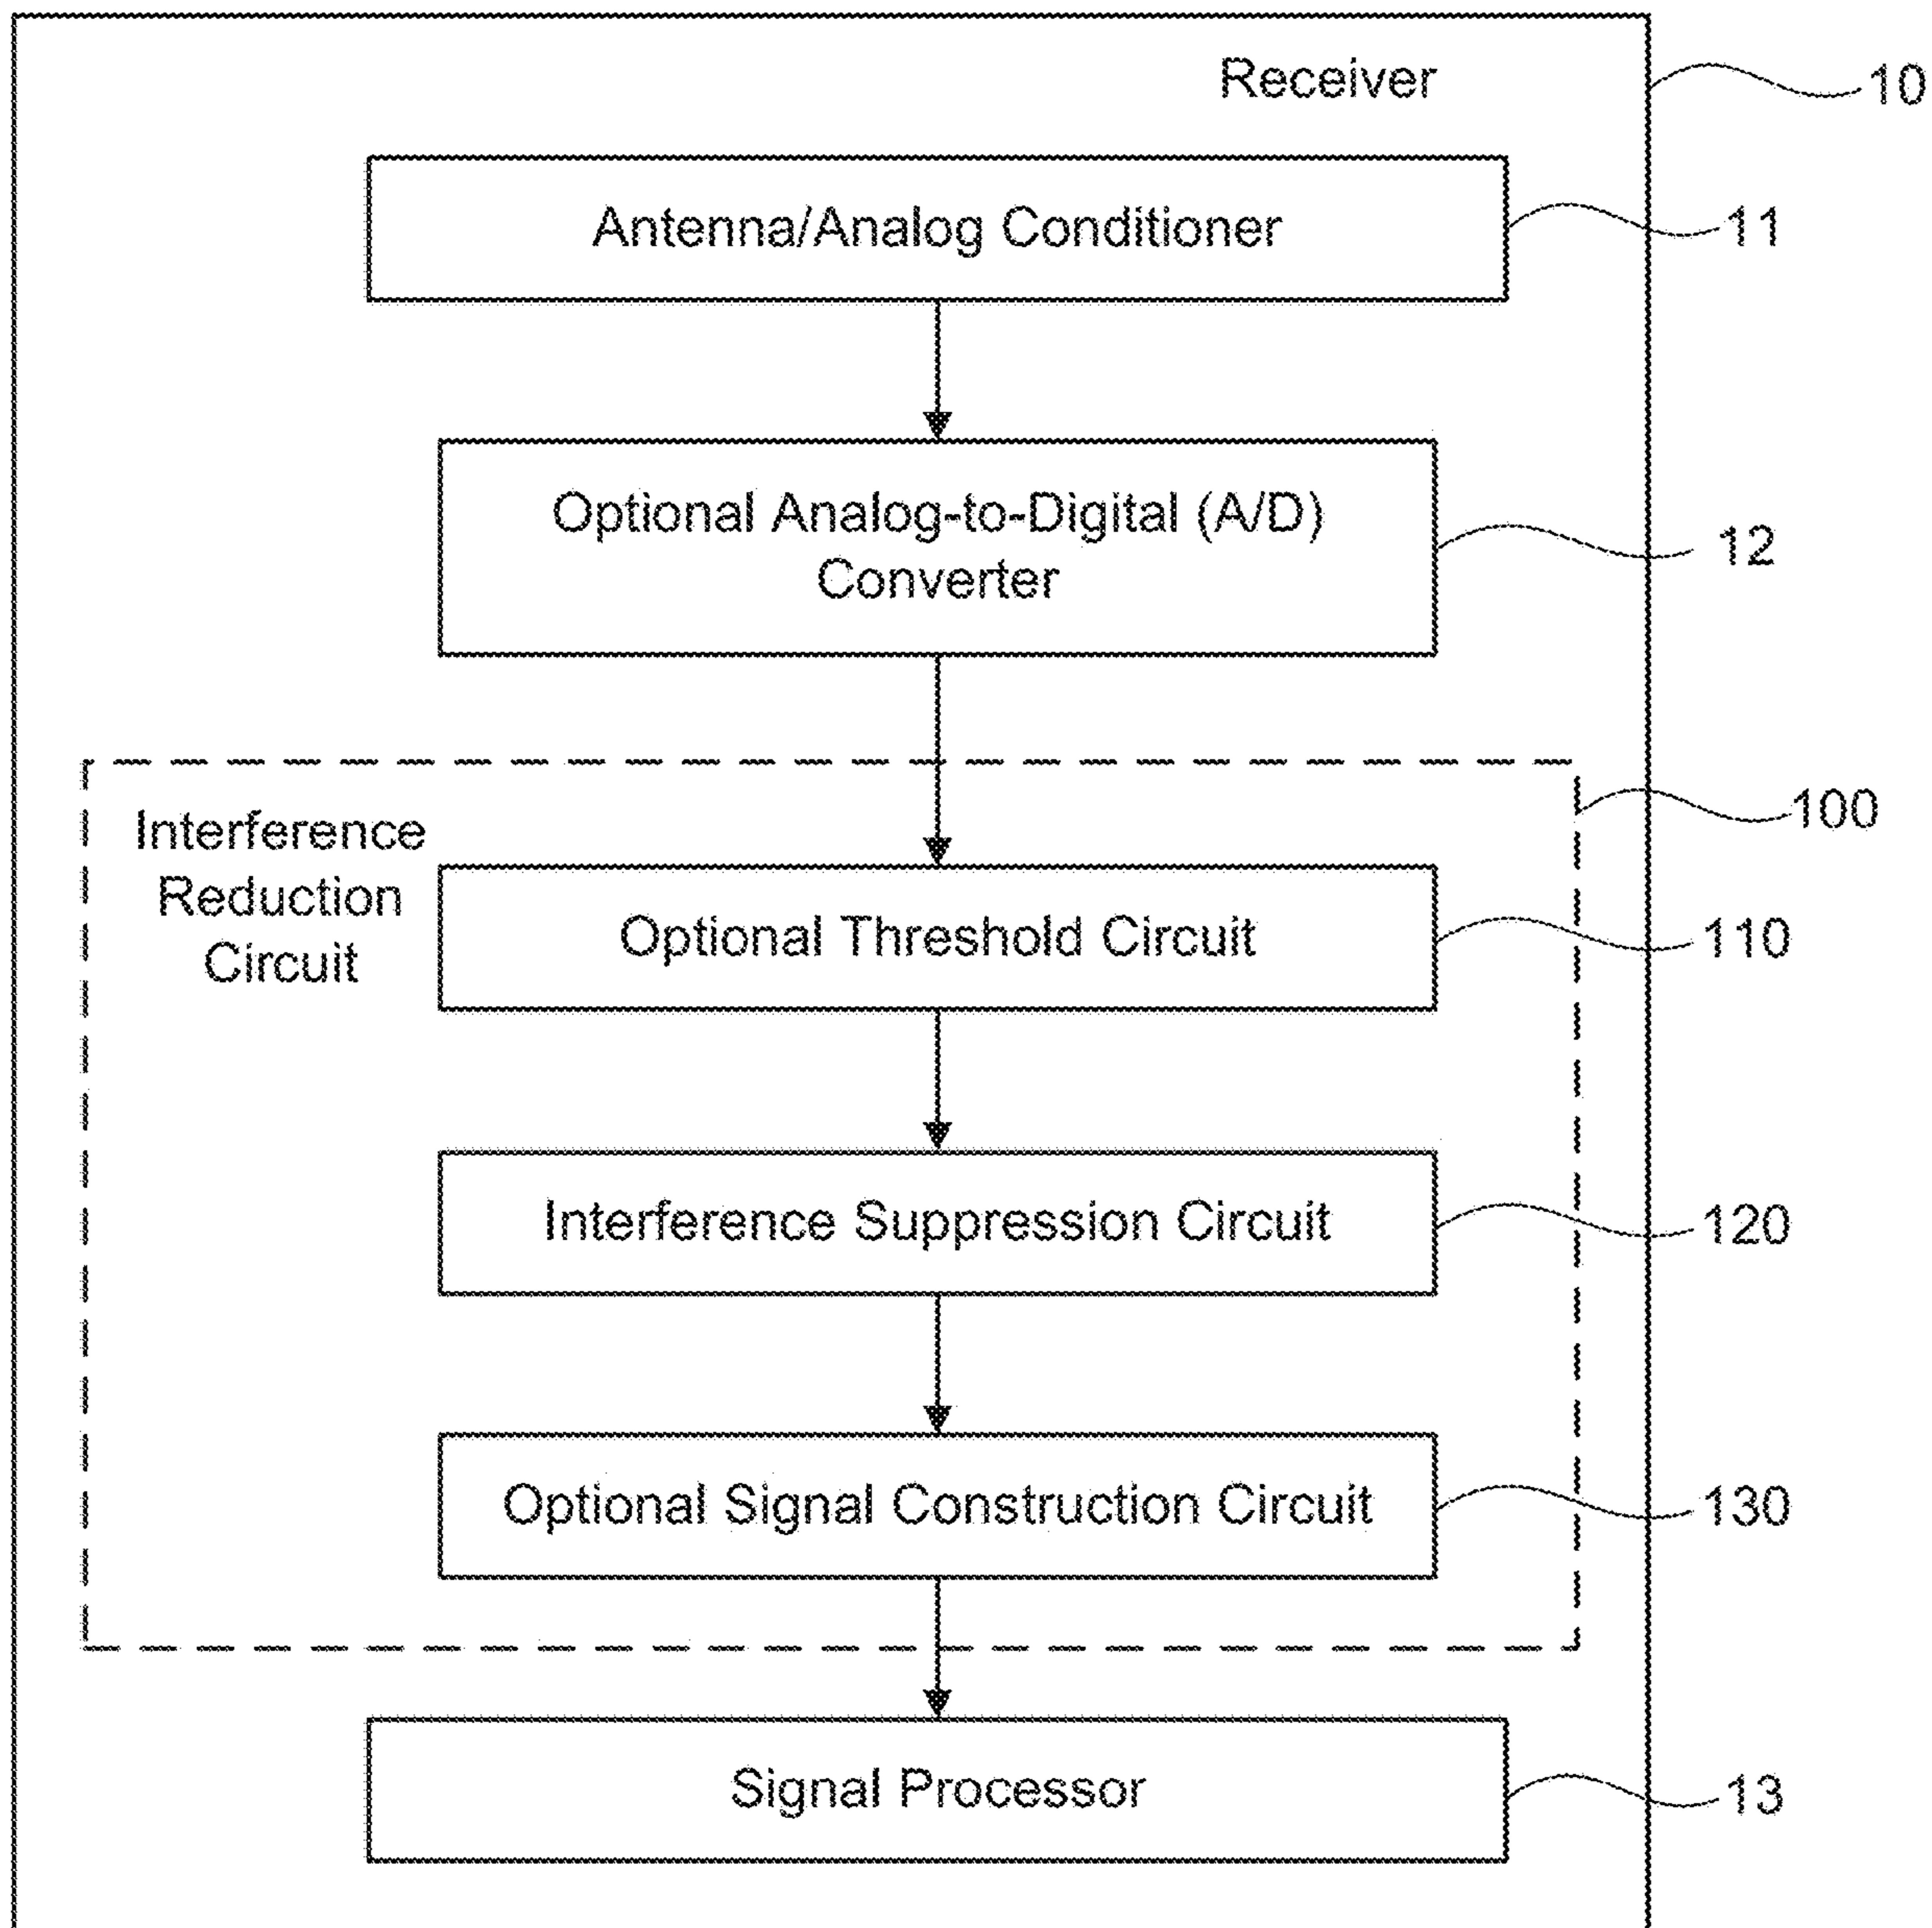 Receiver
10
Antenna/Analog Conditioner
11
Optional Analog-to-Digital (A/D)
Converter
12
Interference
Reduction
Circuit
100
Optional Threshold Circuit
110
Interference Suppression Circuit
120
Optional Signal Construction Circuit
130
Signal Processor
13